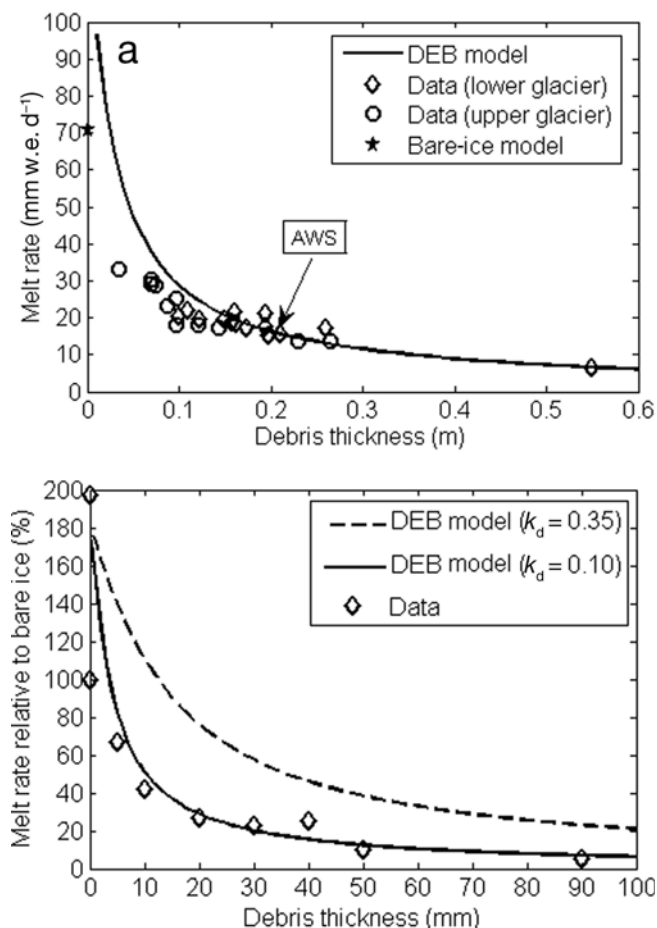 a
100
90
80
70
60
50
40
30
20
10
0
Melt rate (mm w.e. d⁻¹)
DEB model
Data (lower glacier)
Data (upper glacier)
Bare-ice model
AWS
0 0.1 0.2 0.3 0.4 0.5 0.6
Debris thickness (m)
200
180
160
140
120
100
80
60
40
20
0
Melt rate relative to bare ice (%)
DEB model (k_d = 0.35)
DEB model (k_d = 0.10)
Data
0 10 20 30 40 50 60 70 80 90 100
Debris thickness (mm)